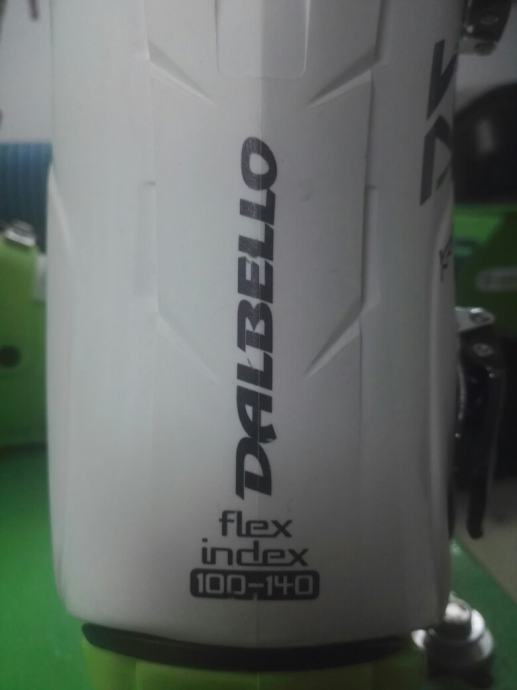 DALBELLO
flex
index
100-140